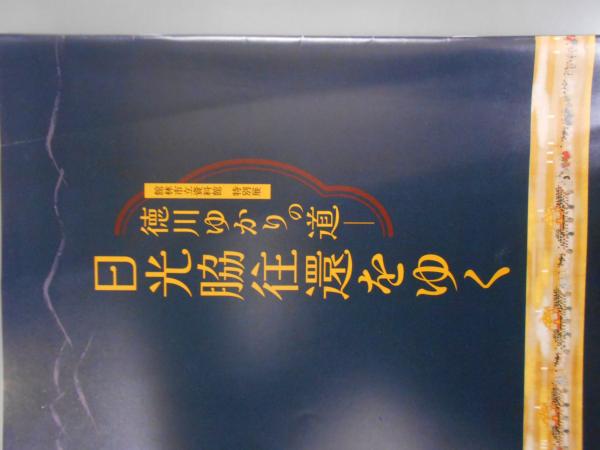 館林市立資料館 特別展
徳川ゆかりの道―
日光脇往還をゆく